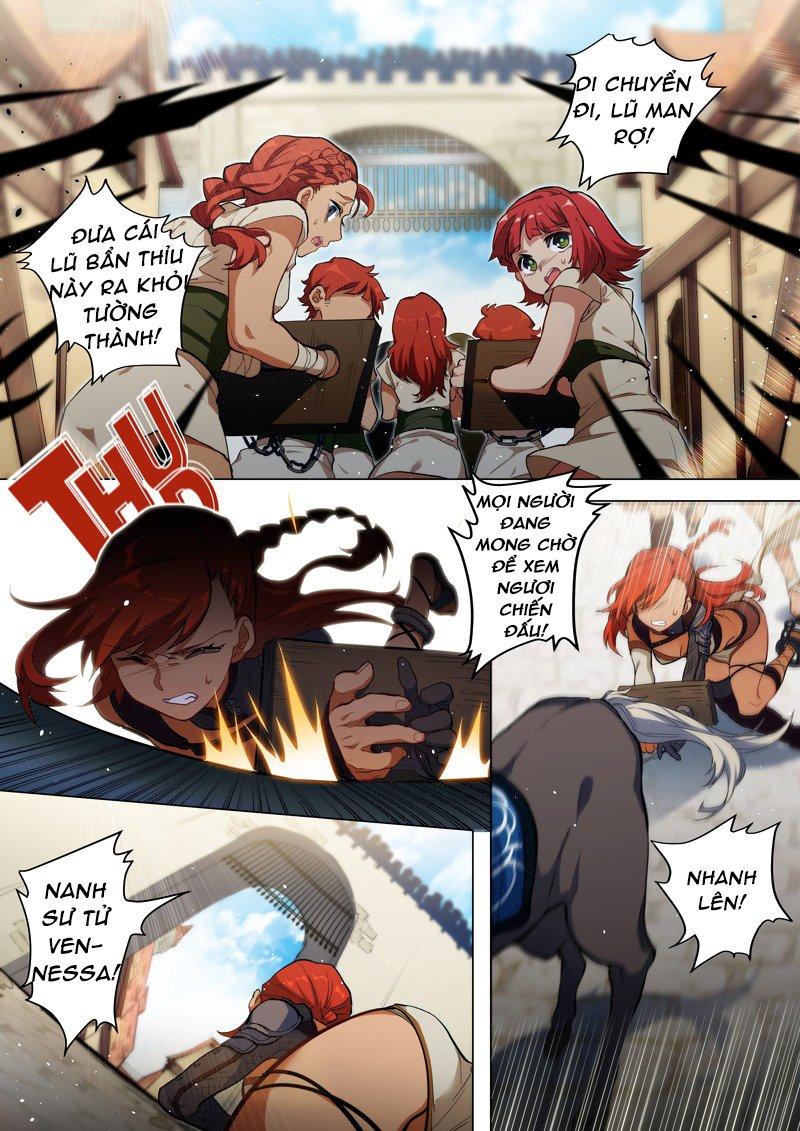 DI CHUYỂN
ĐI, LŨ MAN
RỢ!
ĐƯA CÁI
LŨ BẨN THỈU
NÀY RA KHỎI
TƯỜNG
THÀNH!
THUD
MỌI NGƯỜI
ĐANG
MONG CHỜ
ĐỂ XEM
NGƯƠI
CHIẾN
ĐẤU!
NHANH
LÊN!
NANH
SƯ TỬ
VEN-
NESSA!